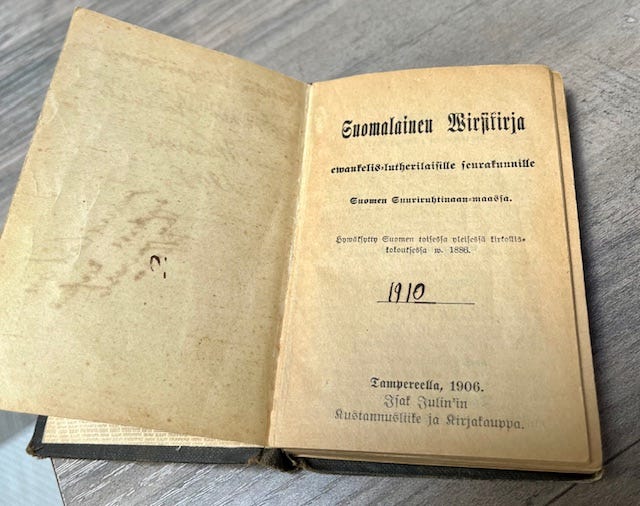 Suomalainen Wirsikirja
ewankelis-lutherilaisille seurakunnille
Suomen Suuriruhtinaan-maassa.
Hywäksytty Suomen toisessa yleisessä kirkollis-
kokouksessa w. 1886.
1910
Tampereella, 1906.
Isak Julin'in
Kustannusliike ja Kirjakauppa.